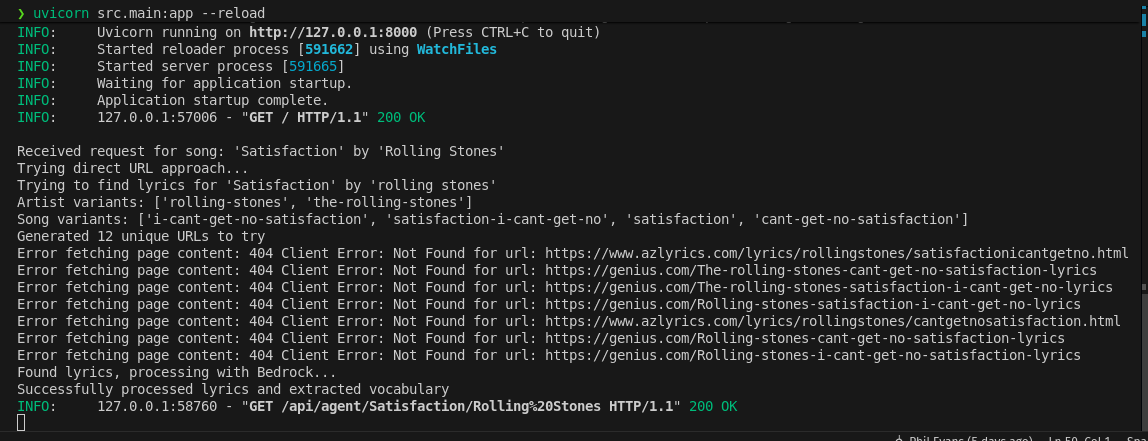 ❯ uvicorn src.main:app --reload
INFO:     Uvicorn running on http://127.0.0.1:8000 (Press CTRL+C to quit)
INFO:     Started reloader process [591662] using WatchFiles
INFO:     Started server process [591665]
INFO:     Waiting for application startup.
INFO:     Application startup complete.
INFO:     127.0.0.1:57006 - "GET / HTTP/1.1" 200 OK
Received request for song: 'Satisfaction' by 'Rolling Stones'
Trying direct URL approach...
Trying to find lyrics for 'Satisfaction' by 'rolling stones'
Artist variants: ['rolling-stones', 'the-rolling-stones']
Song variants: ['i-cant-get-no-satisfaction', 'satisfaction-i-cant-get-no', 'satisfaction', 'cant-get-no-satisfaction']
Generated 12 unique URLs to try
Error fetching page content: 404 Client Error: Not Found for url: https://www.azlyrics.com/lyrics/rollingstones/satisfactionicantgetno.html
Error fetching page content: 404 Client Error: Not Found for url: https://genius.com/The-rolling-stones-cant-get-no-satisfaction-lyrics
Error fetching page content: 404 Client Error: Not Found for url: https://genius.com/The-rolling-stones-satisfaction-i-cant-get-no-lyrics
Error fetching page content: 404 Client Error: Not Found for url: https://genius.com/Rolling-stones-satisfaction-i-cant-get-no-lyrics
Error fetching page content: 404 Client Error: Not Found for url: https://www.azlyrics.com/lyrics/rollingstones/cantgetnosatisfaction.html
Error fetching page content: 404 Client Error: Not Found for url: https://genius.com/Rolling-stones-cant-get-no-satisfaction-lyrics
Error fetching page content: 404 Client Error: Not Found for url: https://genius.com/Rolling-stones-i-cant-get-no-satisfaction-lyrics
Found lyrics, processing with Bedrock...
Successfully processed lyrics and extracted vocabulary
INFO:     127.0.0.1:58760 - "GET /api/agent/Satisfaction/Rolling%20Stones HTTP/1.1" 200 OK
Phil Evans (5 days ago) Ln 50, Col 1